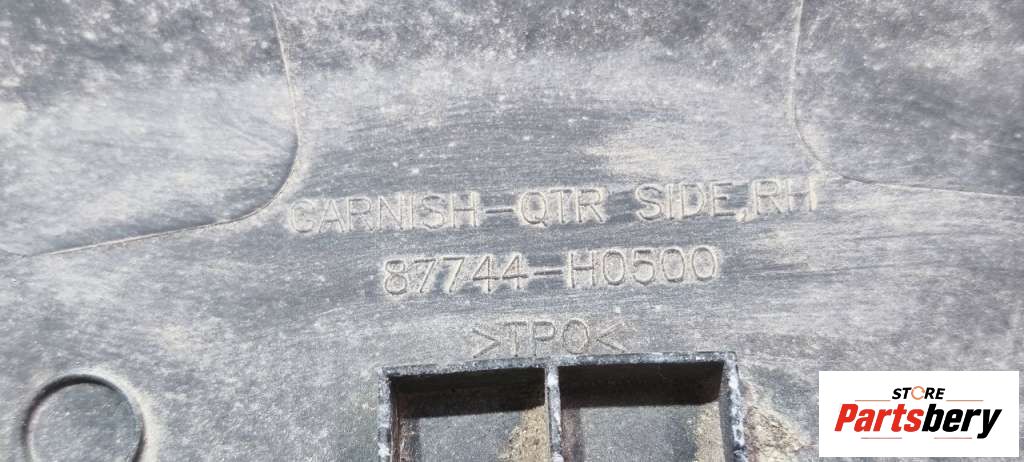 GARNISH-QTR SIDE,RH
87744-H0500
>TPO<
STORE
Partsbery